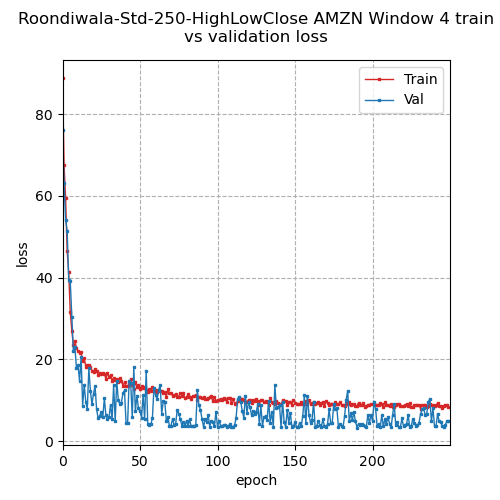 Roondiwala-Std-250-HighLowClose AMZN Window 4 train
vs validation loss
Train
Val
loss
80
60
40
20
0
0
50
100
150
200
epoch